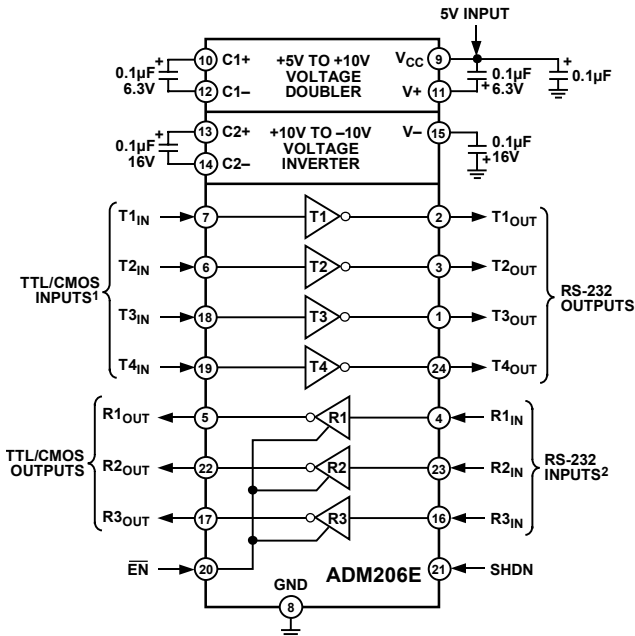 5V INPUT
0.1µF
6.3V
10
C1+
12
C1–
+5V TO +10V
VOLTAGE
DOUBLER
VCC
9
V+
11
0.1µF
6.3V
0.1µF
0.1µF
16V
13
C2+
14
C2–
+10V TO –10V
VOLTAGE
INVERTER
V–
15
0.1µF
16V
TTL/CMOS
INPUTS1
T1IN
7
T1
2
T1OUT
T2IN
6
T2
3
T2OUT
T3IN
18
T3
1
T3OUT
T4IN
19
T4
24
T4OUT
RS-232
OUTPUTS
TTL/CMOS
OUTPUTS
R1OUT
5
R1
4
R1IN
R2OUT
22
R2
23
R2IN
R3OUT
17
R3
16
R3IN
RS-232
INPUTS2
EN
20
ADM206E
21
SHDN
GND
8
+
+
+
+
+
+